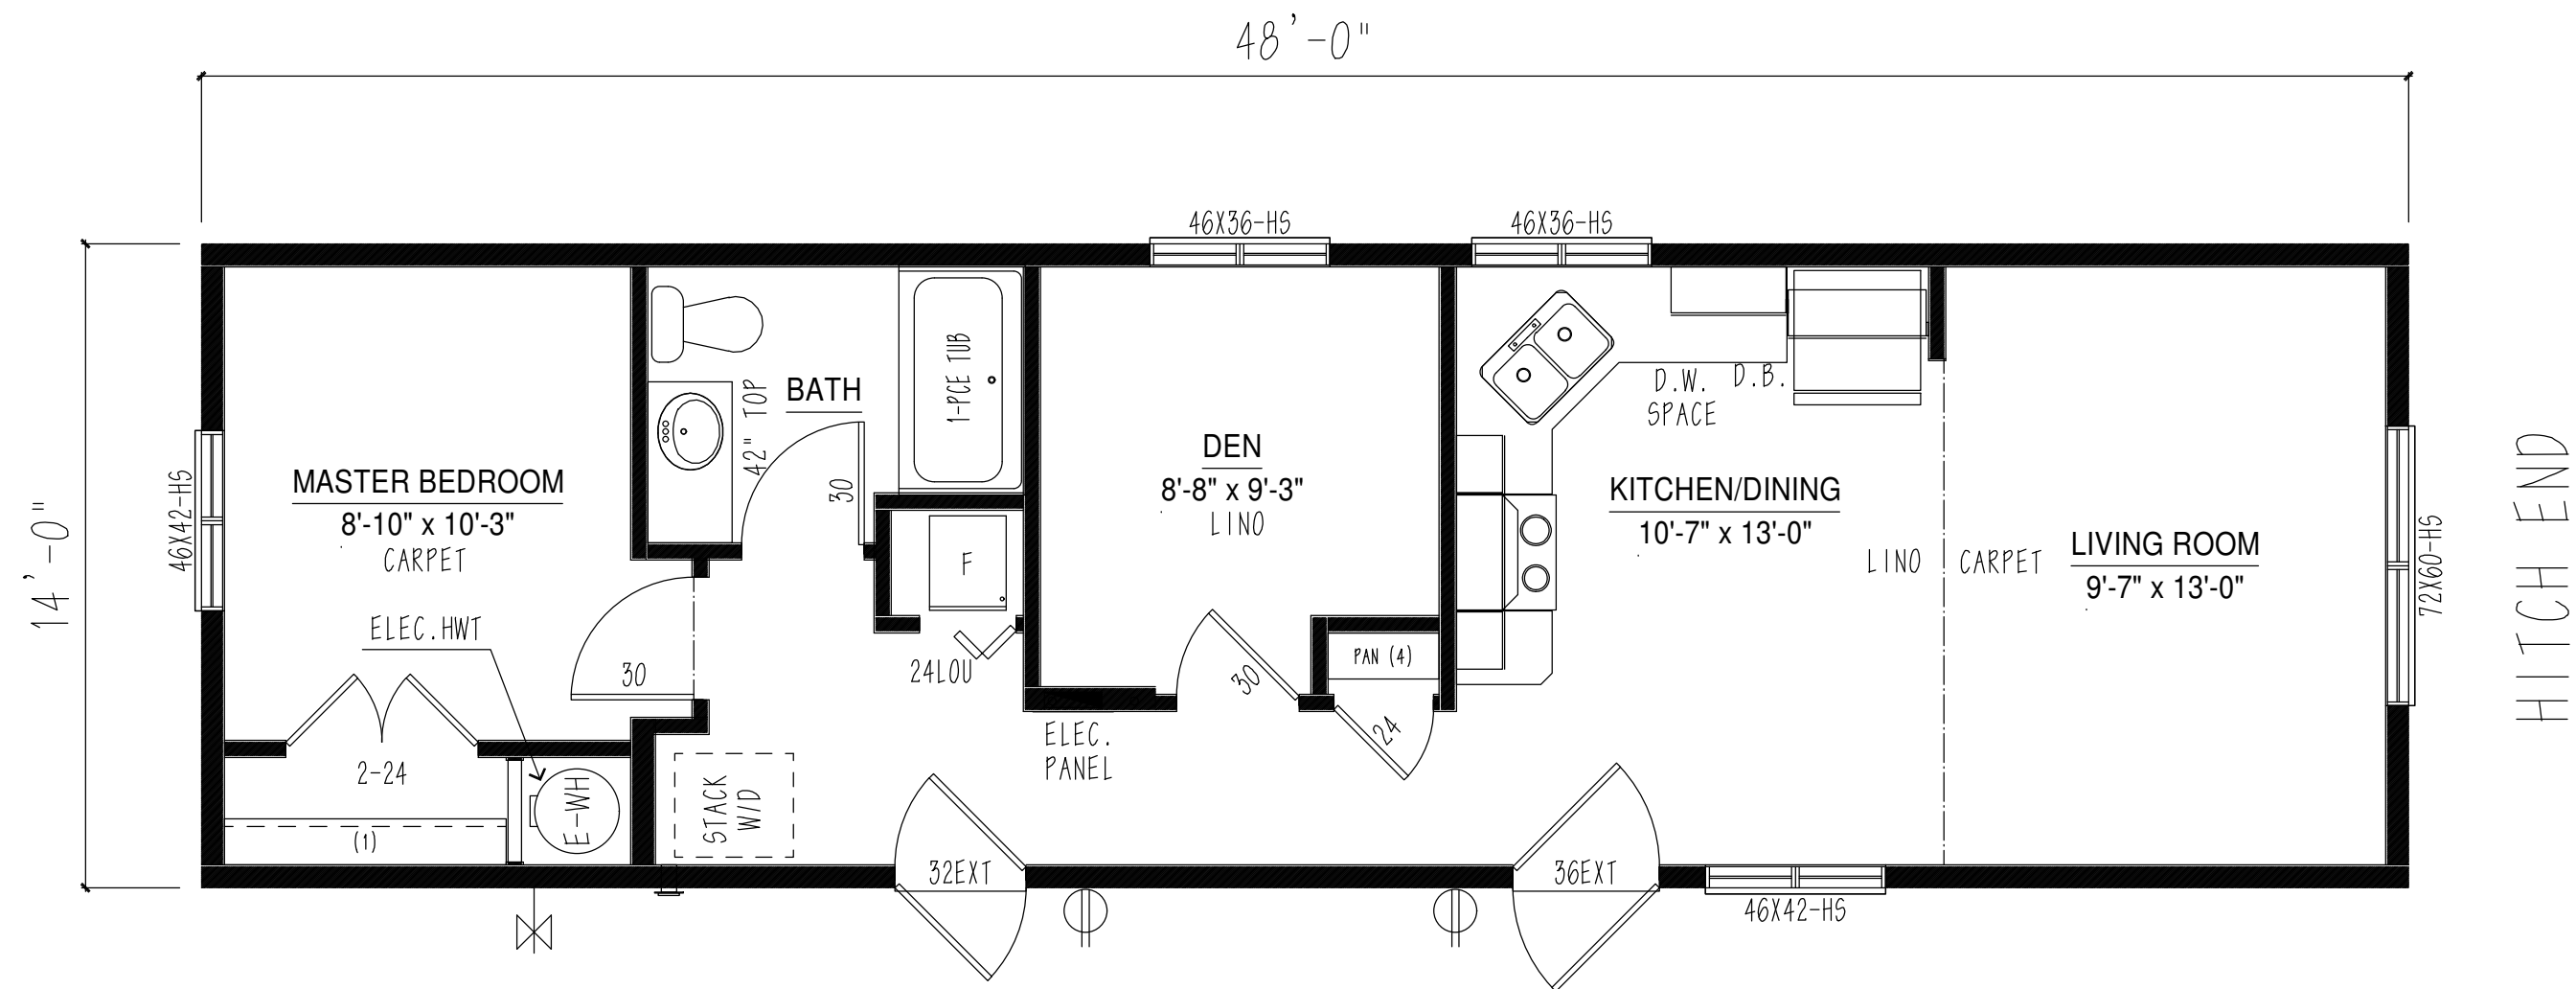 48'-0"
46X36-HS
46X36-HS
14'-0"
46X42-HS
MASTER BEDROOM
8'-10" x 10'-3"
CARPET
ELEC.HWT
30
2-24
(1)
E-WH
42" TOP
BATH
30
1-PCE TUB
F
24LOU
STACK
W/D
ELEC.
PANEL
DEN
8'-8" x 9'-3"
LINO
30
PAN (4)
24
D.W.
SPACE
D.B.
KITCHEN/DINING
10'-7" x 13'-0"
LINO
CARPET
LIVING ROOM
9'-7" x 13'-0"
72X60-HS
HITCH END
32EXT
36EXT
46X42-HS